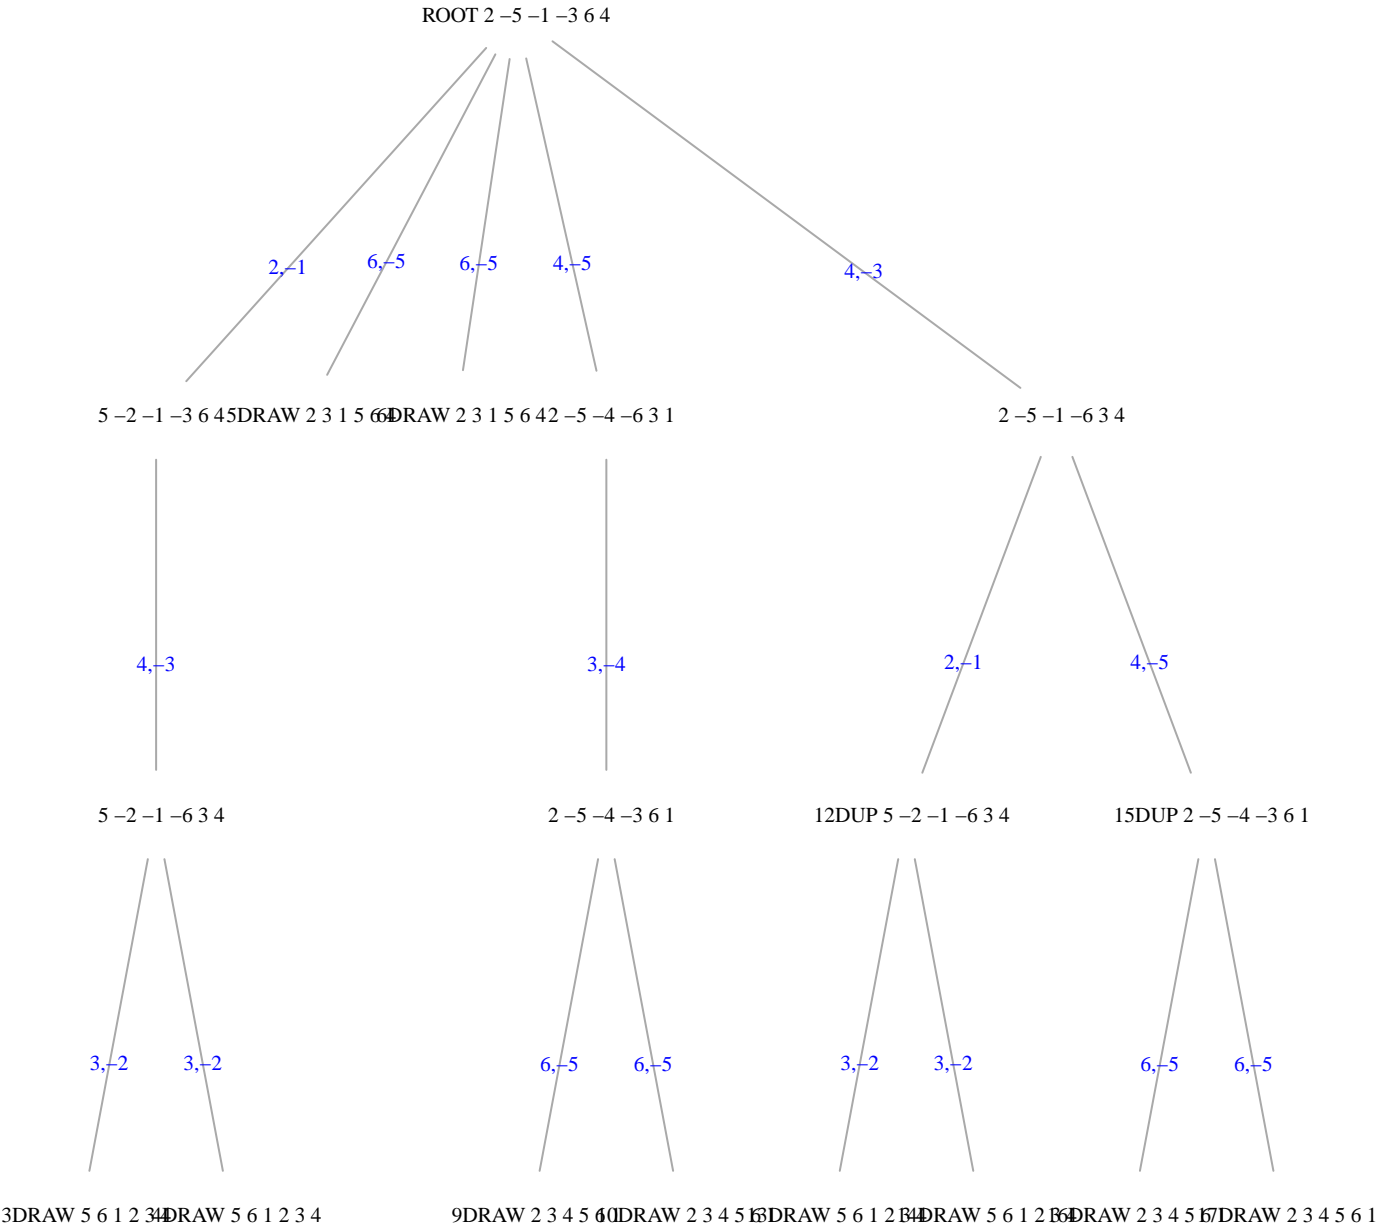 ROOT 2 –5 –1 –3 6 4
2,–1 6,–5 6,–5 4,–5 4,–3
5 –2 –1 –3 6 4 5DRAW 2 3 1 5 6 4 6DRAW 2 3 1 5 6 4 2 –5 –4 –6 3 1 2 –5 –1 –6 3 4
4,–3 3,–4 2,–1 4,–5
5 –2 –1 –6 3 4 2 –5 –4 –3 6 1 12DUP 5 –2 –1 –6 3 4 15DUP 2 –5 –4 –3 6 1
3,–2 3,–2 6,–5 6,–5 3,–2 3,–2 6,–5 6,–5
3DRAW 5 6 1 2 3 4 4DRAW 5 6 1 2 3 4 9DRAW 2 3 4 5 6 1 10DRAW 2 3 4 5 6 1 13DRAW 5 6 1 2 3 4 14DRAW 5 6 1 2 3 4 16DRAW 2 3 4 5 6 1 17DRAW 2 3 4 5 6 1